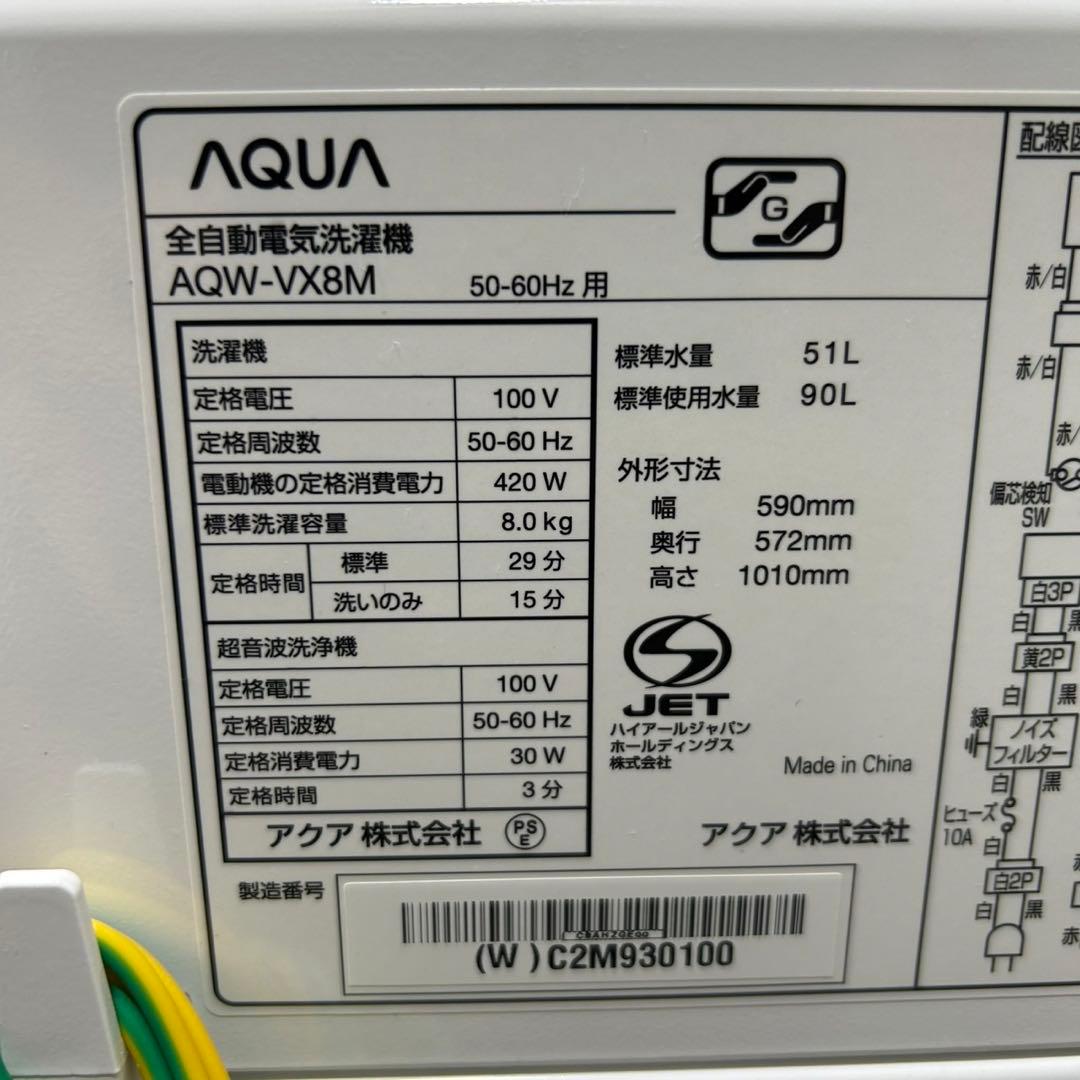 AQUA
G
全自動電気洗濯機
AQW-VX8M 50-60Hz 用
洗濯機
定格電圧 100 V
定格周波数 50-60 Hz
電動機の定格消費電力 420 W
標準洗濯容量 8.0 kg
定格時間 標準 29 分
洗いのみ 15 分
超音波洗浄機
定格電圧 100 V
定格周波数 50-60 Hz
定格消費電力 30 W
定格時間 3 分
アクア 株式会社 PSE
標準水量 51L
標準使用水量 90L
外形寸法
幅 590mm
奥行 572mm
高さ 1010mm
JET
ハイアールジャパン
ホールディングス
株式会社
Made in China
アクア 株式会社
製造番号
(W ) C2M930100
配線
赤/白
赤/白
赤/
偏芯検知
SW
白3P
白 黒
黄2P
白 黒
緑
ノイズ
フィルター
白 黒
ヒューズ
10A
白
白2P
白 黒
赤/